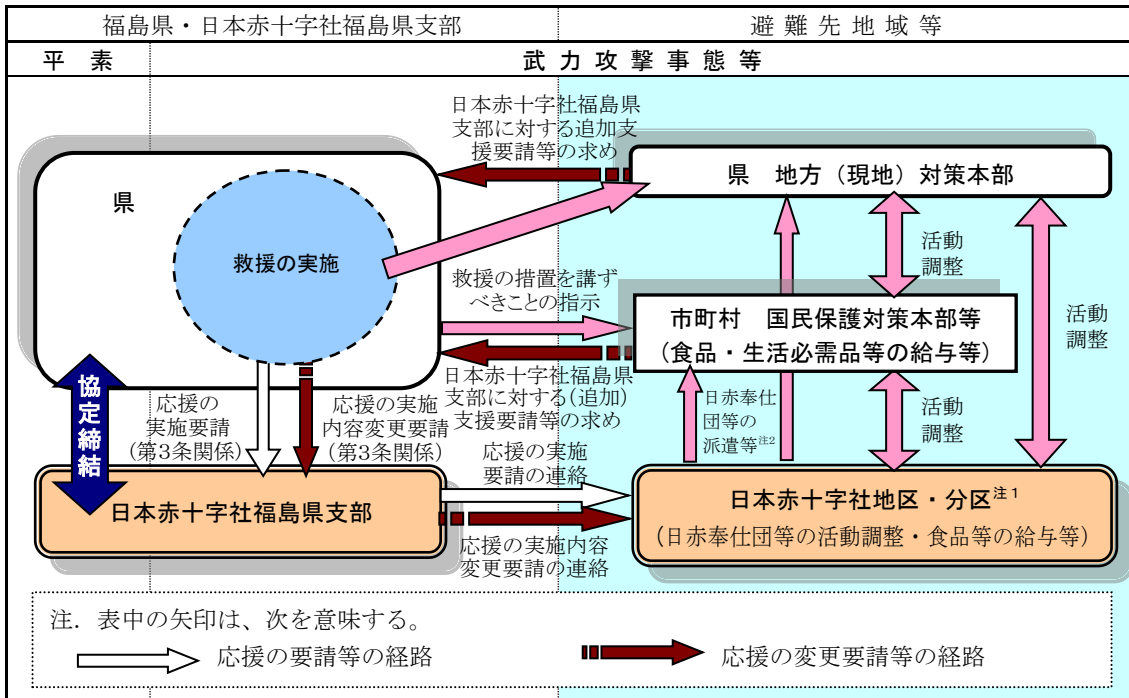 福島県・日本赤十字社福島県支部
避難先地域等
平素
武力攻撃事態等
日本赤十字社福島県
支部に対する追加支
援要請等の求め
県 地方（現地）対策本部
県
救援の実施
活動
調整
救援の措置を講ず
べきことの指示
市町村 国民保護対策本部等
（食品・生活必需品等の給与等）
活動
調整
協定締結
応援の
実施要請
(第３条関係)
応援の実施
内容変更要請
(第３条関係)
日本赤十字社福島県
支部に対する(追加)
支援要請等の求め
日赤奉仕
団等の
派遣等注2
活動
調整
応援の実施
要請の連絡
日本赤十字社福島県支部
日本赤十字社地区・分区注1
（日赤奉仕団等の活動調整・食品等の給与等）
応援の実施内容
変更要請の連絡
注．表中の矢印は、次を意味する。
応援の要請等の経路
応援の変更要請等の経路